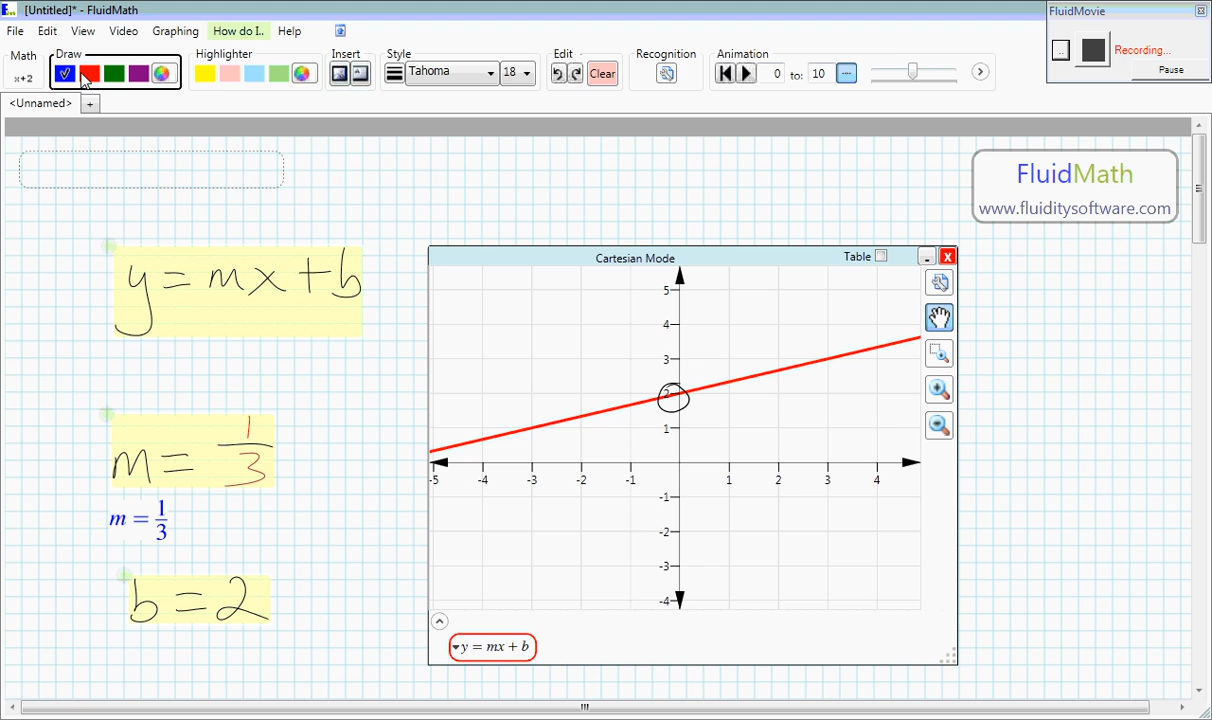 [Untitled]* - FluidMath
File Edit View Video Graphing How do I.. Help
Math
x+2
Draw
Highlighter
Insert
Style
Tahoma 18
Edit
Clear
Recognition
Animation
0 to: 10
FluidMovie
Recording...
Pause
<Unnamed> +
FluidMath
www.fluiditysoftware.com
y = mx + b
m = 1/3
m = 1/3
b = 2
Cartesian Mode Table
5
4
3
2
1
-5 -4 -3 -2 -1 1 2 3 4
-1
-2
-3
-4
y = mx + b